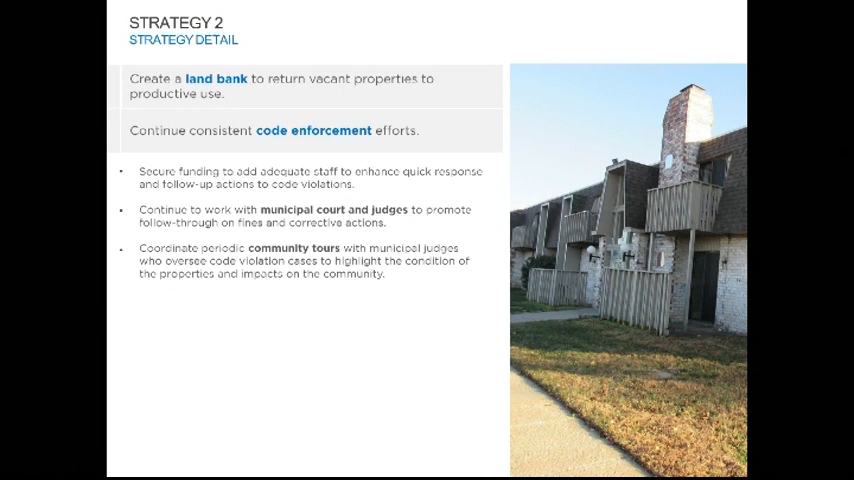 STRATEGY 2
STRATEGY DETAIL
Create a land bank to return vacant properties to
productive use.
Continue consistent code enforcement efforts.
• Secure funding to add adequate staff to enhance quick response
and follow-up actions to code violations.
• Continue to work with municipal court and judges to promote
follow-through on fines and corrective actions.
• Coordinate periodic community tours with municipal judges
who oversee code violation cases to highlight the condition of
the properties and impacts on the community.